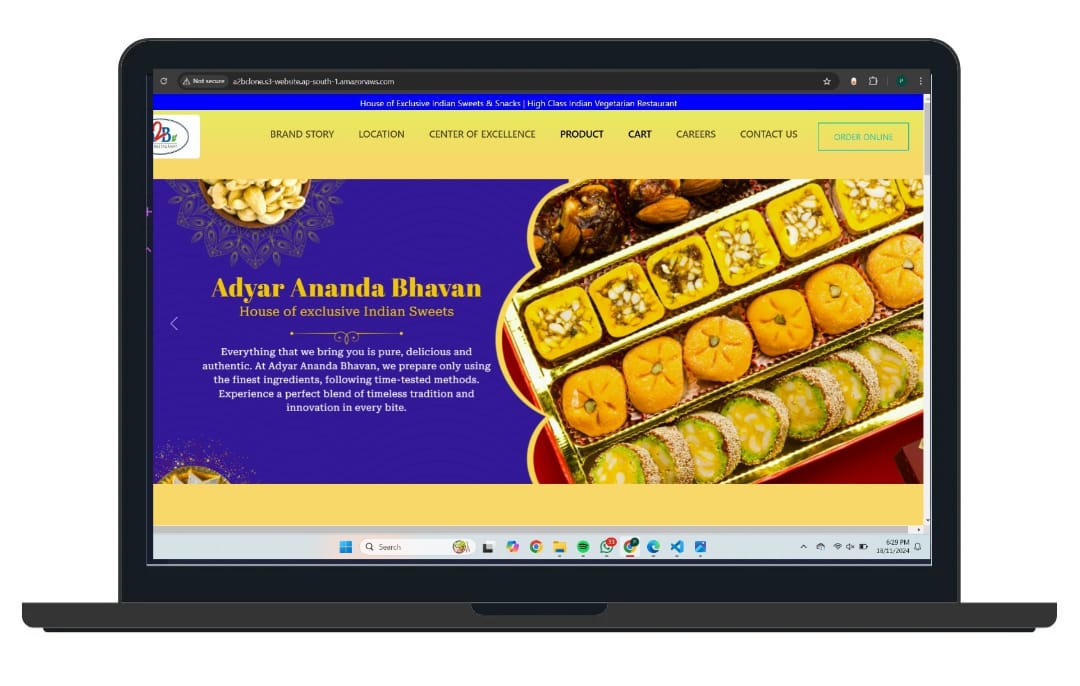 Not secure a2bclone.s3-website.ap-south-1.amazonaws.com
House of Exclusive Indian Sweets & Snacks | High Class Indian Vegetarian Restaurant
2B
BRAND STORY LOCATION CENTER OF EXCELLENCE PRODUCT CART CAREERS CONTACT US ORDER ONLINE
Adyar Ananda Bhavan
House of exclusive Indian Sweets
Everything that we bring you is pure, delicious and
authentic. At Adyar Ananda Bhavan, we prepare only using
the finest ingredients, following time-tested methods.
Experience a perfect blend of timeless tradition and
innovation in every bite.
Search
6:29 PM
18/11/2024